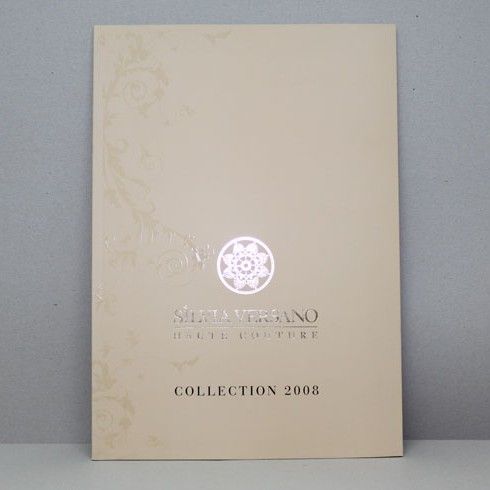 SILVIA VERSANO
HAUTE COUTURE
COLLECTION 2008